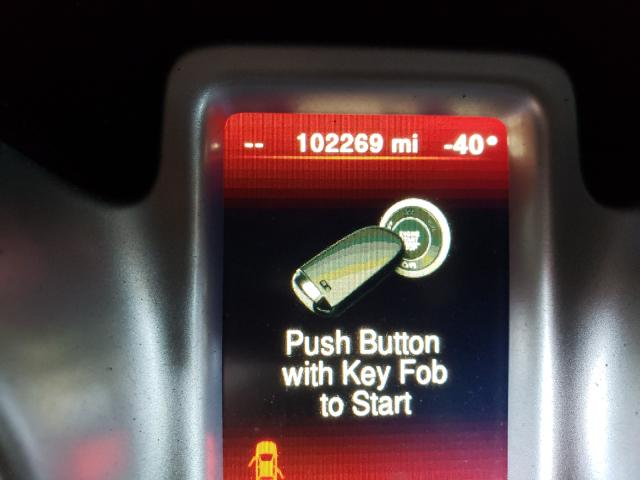 -- 102269 mi -40°
Push Button
with Key Fob
to Start